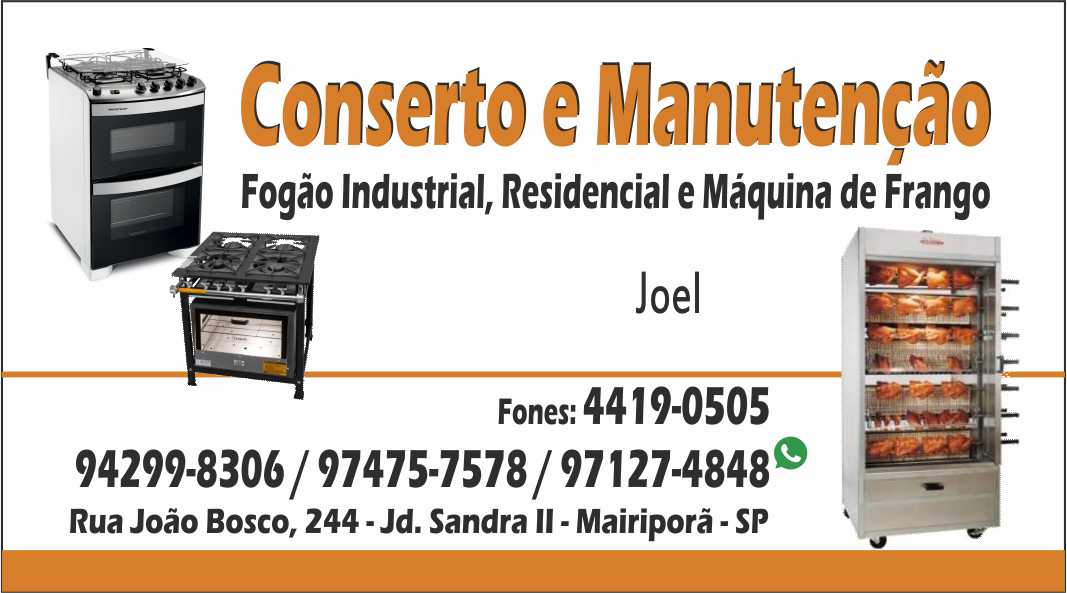 Conserto e Manutenção
Fogão Industrial, Residencial e Máquina de Frango
Joel
Fones: 4419-0505
94299-8306 / 97475-7578 / 97127-4848
Rua João Bosco, 244 - Jd. Sandra II - Mairiporã - SP